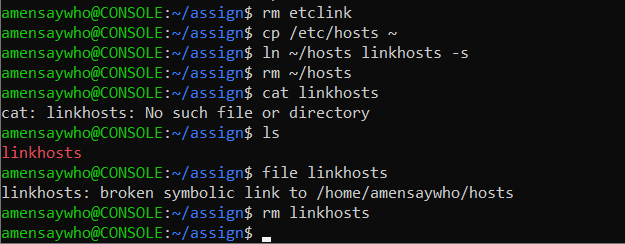 amensaywho@CONSOLE:~/assign$ rm etclink
amensaywho@CONSOLE:~/assign$ cp /etc/hosts ~
amensaywho@CONSOLE:~/assign$ ln ~/hosts linkhosts -s
amensaywho@CONSOLE:~/assign$ rm ~/hosts
amensaywho@CONSOLE:~/assign$ cat linkhosts
cat: linkhosts: No such file or directory
amensaywho@CONSOLE:~/assign$ ls
linkhosts
amensaywho@CONSOLE:~/assign$ file linkhosts
linkhosts: broken symbolic link to /home/amensaywho/hosts
amensaywho@CONSOLE:~/assign$ rm linkhosts
amensaywho@CONSOLE:~/assign$